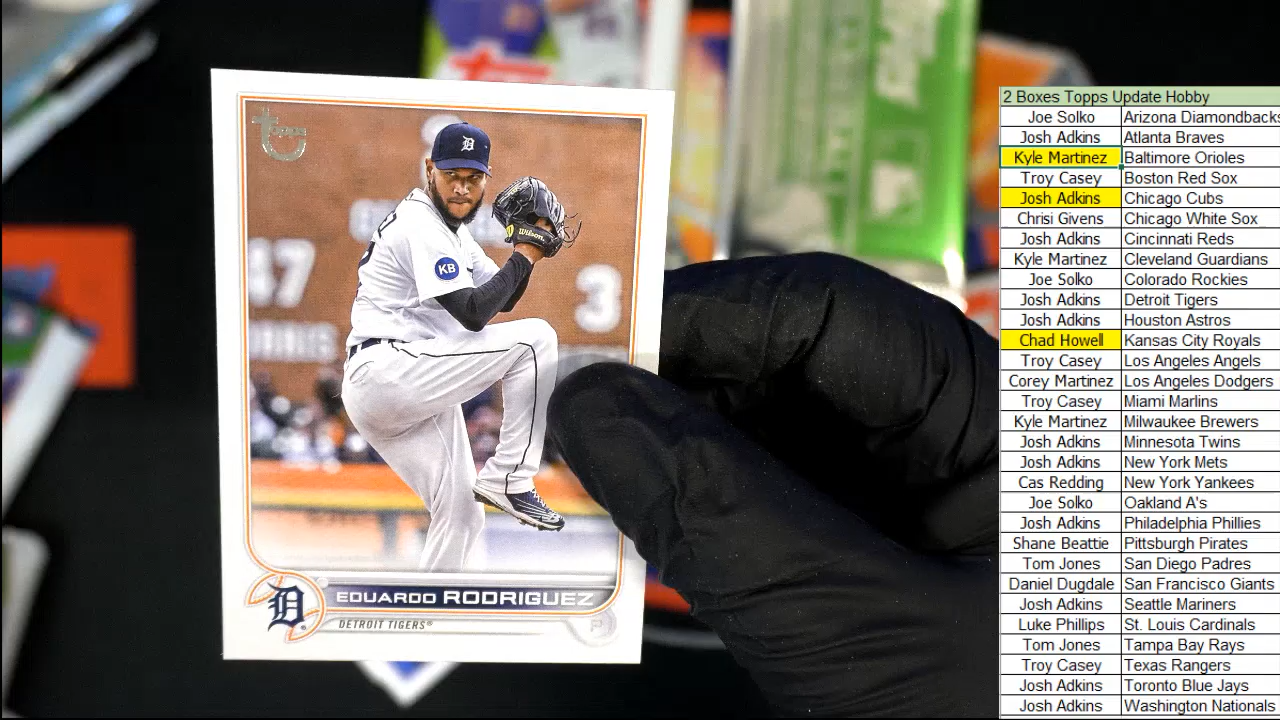 topps
47
3
KB
Wilson
EDUARDO RODRIGUEZ
DETROIT TIGERS®
P
2 Boxes Topps Update Hobby
Joe Solko Arizona Diamondbacks
Josh Adkins Atlanta Braves
Kyle Martinez Baltimore Orioles
Troy Casey Boston Red Sox
Josh Adkins Chicago Cubs
Chrisi Givens Chicago White Sox
Josh Adkins Cincinnati Reds
Kyle Martinez Cleveland Guardians
Joe Solko Colorado Rockies
Josh Adkins Detroit Tigers
Josh Adkins Houston Astros
Chad Howell Kansas City Royals
Troy Casey Los Angeles Angels
Corey Martinez Los Angeles Dodgers
Troy Casey Miami Marlins
Kyle Martinez Milwaukee Brewers
Josh Adkins Minnesota Twins
Josh Adkins New York Mets
Cas Redding New York Yankees
Joe Solko Oakland A's
Josh Adkins Philadelphia Phillies
Shane Beattie Pittsburgh Pirates
Tom Jones San Diego Padres
Daniel Dugdale San Francisco Giants
Josh Adkins Seattle Mariners
Luke Phillips St. Louis Cardinals
Tom Jones Tampa Bay Rays
Troy Casey Texas Rangers
Josh Adkins Toronto Blue Jays
Josh Adkins Washington Nationals